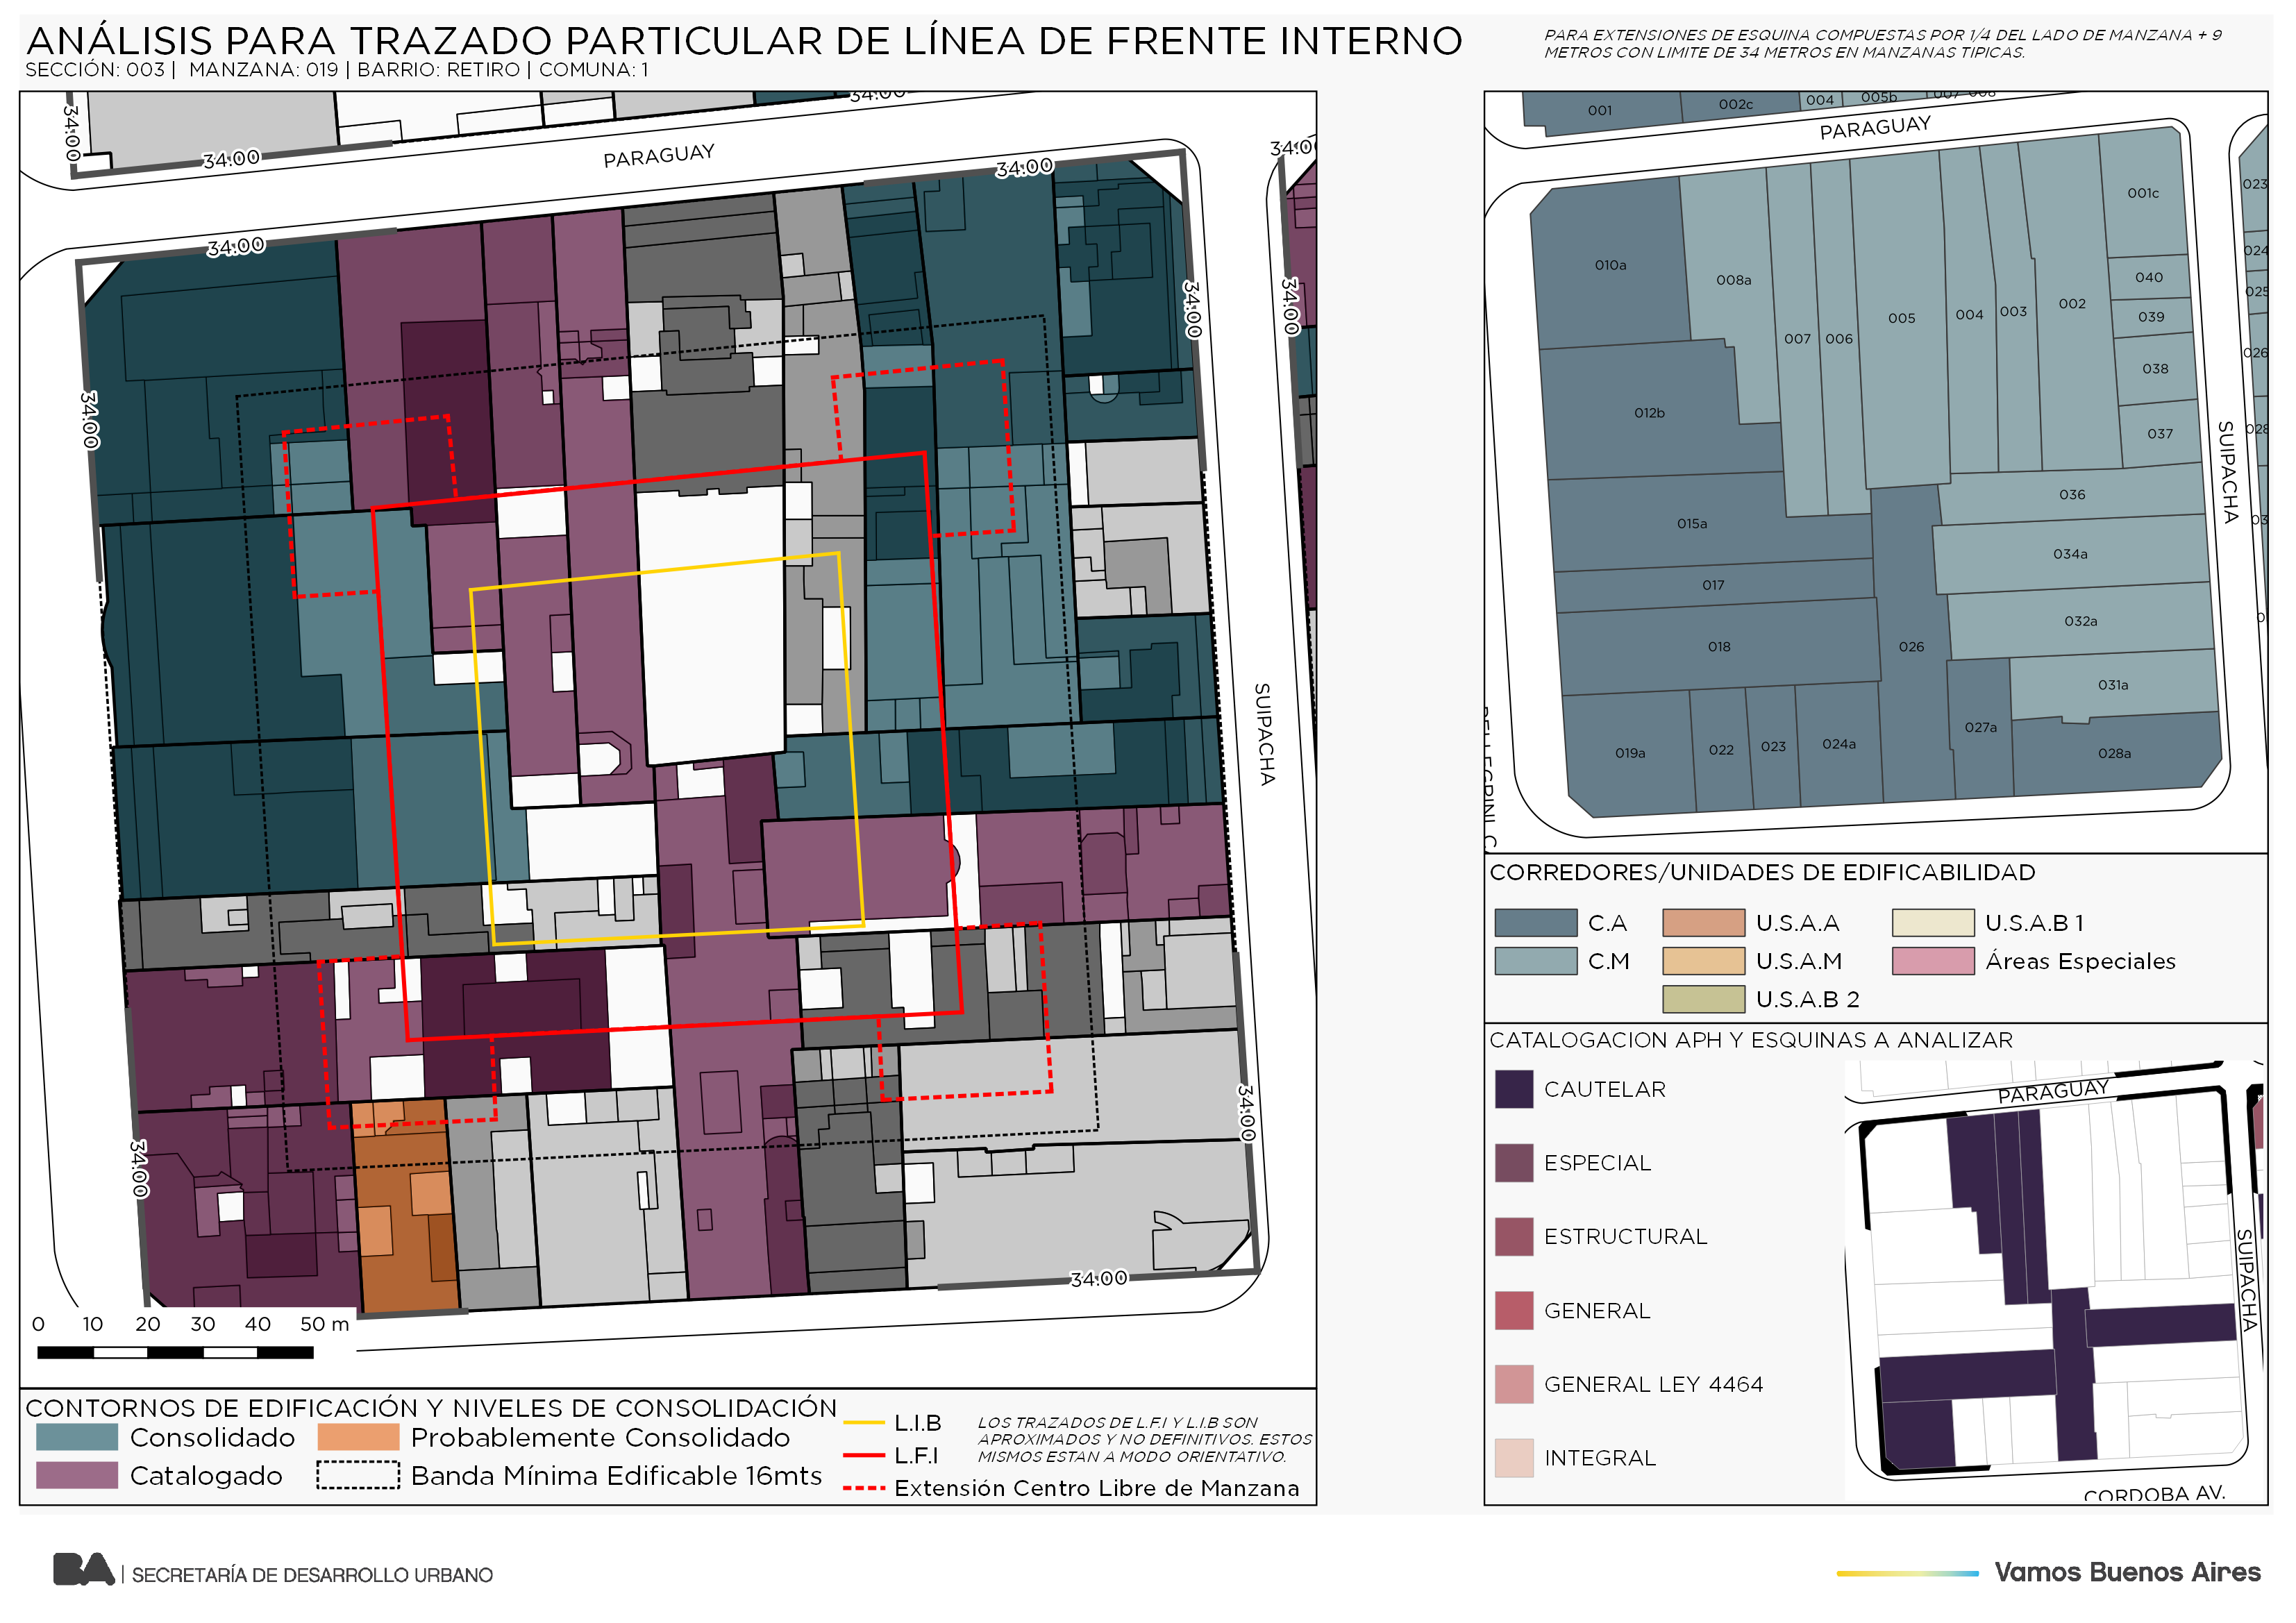 ANÁLISIS PARA TRAZADO PARTICULAR DE LÍNEA DE FRENTE INTERNO
SECCIÓN: 003 | MANZANA: 019 | BARRIO: RETIRO | COMUNA: 1
PARA EXTENSIONES DE ESQUINA COMPUESTAS POR 1/4 DEL LADO DE MANZANA + 9
METROS CON LIMITE DE 34 METROS EN MANZANAS TIPICAS.
34:00
34:00
34:00
34:00
PARAGUAY
34:00
34:00
34:00
34:00
34:00
SUIPACHA
34:00
34:00
34:00
0 10 20 30 40 50 m
CONTORNOS DE EDIFICACIÓN Y NIVELES DE CONSOLIDACIÓN
Consolidado
Probablemente Consolidado
Catalogado
Banda Mínima Edificable 16mts
L.I.B
L.F.I
Extensión Centro Libre de Manzana
LOS TRAZADOS DE L.F.I Y L.I.B SON
APROXIMADOS Y NO DEFINITIVOS. ESTOS
MISMOS ESTAN A MODO ORIENTATIVO.
001
002c
004
005b
007
008
PARAGUAY
023
001c
010a
024
040
008a
025
039
002
003
004
005
007
006
026
038
012b
028
037
SUIPACHA
036
015a
034a
017
032a
018
026
031a
027a
019a
022
023
024a
028a
CORREDORES/UNIDADES DE EDIFICABILIDAD
C.A
U.S.A.A
U.S.A.B 1
C.M
U.S.A.M
Áreas Especiales
U.S.A.B 2
CATALOGACION APH Y ESQUINAS A ANALIZAR
CAUTELAR
ESPECIAL
ESTRUCTURAL
GENERAL
GENERAL LEY 4464
INTEGRAL
PARAGUAY
SUIPACHA
CORDOBA AV.
BA | SECRETARÍA DE DESARROLLO URBANO
Vamos Buenos Aires